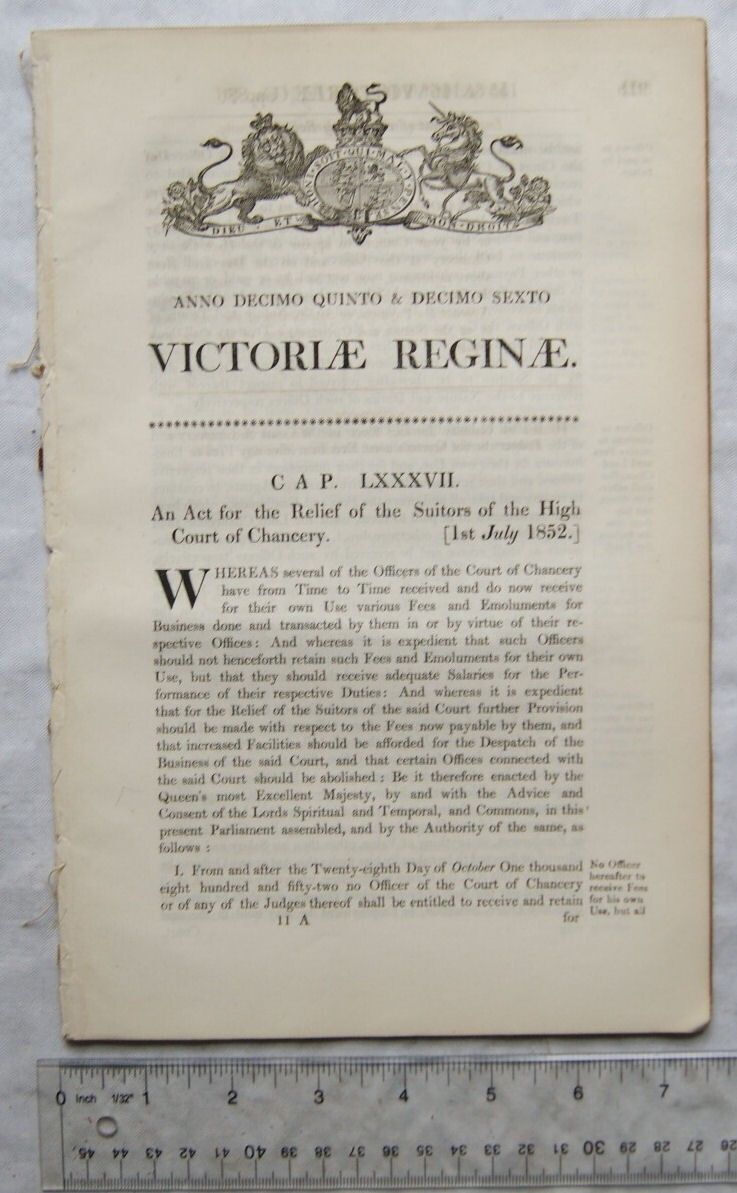 HONI·SOIT·QUI·MAL·Y·PENSE
DIEU · ET MON·DROIT
ANNO DECIMO QUINTO & DECIMO SEXTO
VICTORIÆ REGINÆ.
CAP. LXXXVII.
An Act for the Relief of the Suitors of the High
Court of Chancery. [1st July 1852.]
WHEREAS several of the Officers of the Court of Chancery
have from Time to Time received and do now receive
for their own Use various Fees and Emoluments for
Business done and transacted by them in or by virtue of their re-
spective Offices: And whereas it is expedient that such Officers
should not henceforth retain such Fees and Emoluments for their own
Use, but that they should receive adequate Salaries for the Per-
formance of their respective Duties: And whereas it is expedient
that for the Relief of the Suitors of the said Court further Provision
should be made with respect to the Fees now payable by them, and
that increased Facilities should be afforded for the Despatch of the
Business of the said Court, and that certain Offices connected with
the said Court should be abolished: Be it therefore enacted by the
Queen's most Excellent Majesty, by and with the Advice and
Consent of the Lords Spiritual and Temporal, and Commons, in this
present Parliament assembled, and by the Authority of the same, as
follows:
I. From and after the Twenty-eighth Day of October One thousand
eight hundred and fifty-two no Officer of the Court of Chancery
or of any of the Judges thereof shall be entitled to receive and retain
11 A for
No Officer
hereafter to
receive Fees
for his own
Use, but all
0 Inch 1/32" 1 2 3 4 5 6 7
45 44 43 42 41 40 39 38 37 36 35 34 33 32 31 30 29 28 27 26